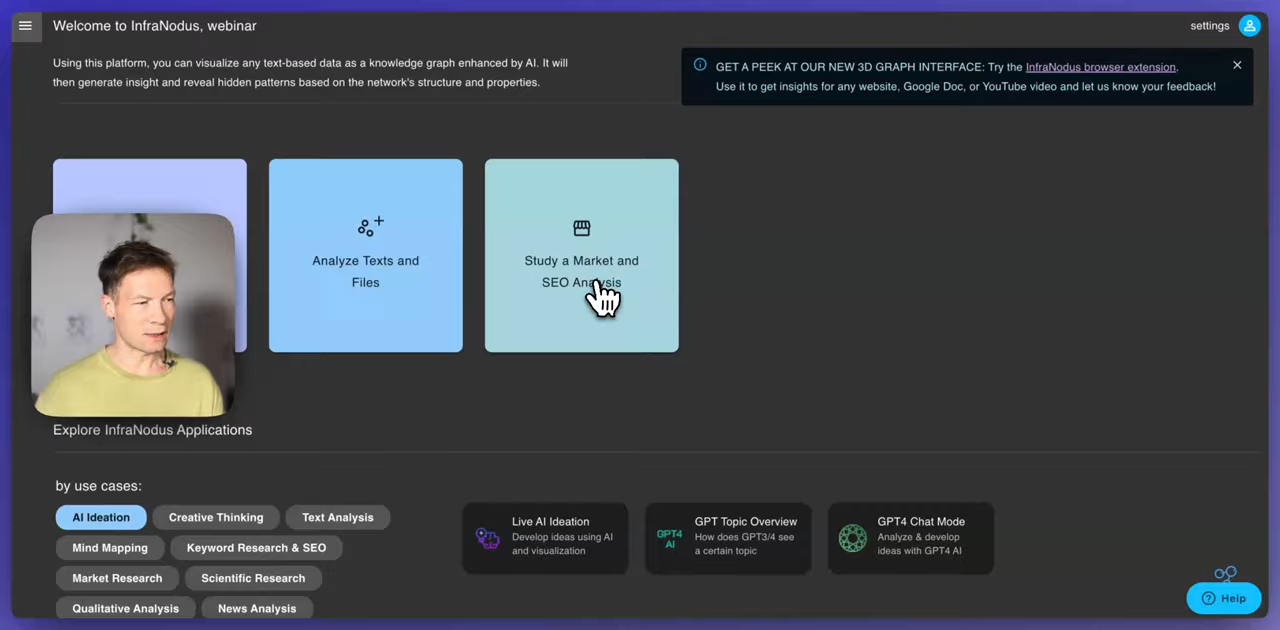 Welcome to InfraNodus, webinar
settings
Using this platform, you can visualize any text-based data as a knowledge graph enhanced by AI. It will
then generate insight and reveal hidden patterns based on the network's structure and properties.
GET A PEEK AT OUR NEW 3D GRAPH INTERFACE: Try the InfraNodus browser extension.
Use it to get insights for any website, Google Doc, or YouTube video and let us know your feedback!
Analyze Texts and
Files
Study a Market and
SEO Analysis
Explore InfraNodus Applications
by use cases:
AI Ideation
Creative Thinking
Text Analysis
Mind Mapping
Keyword Research & SEO
Market Research
Scientific Research
Qualitative Analysis
News Analysis
Live AI Ideation
Develop ideas using AI
and visualization
GPT4
AI
GPT Topic Overview
How does GPT3/4 see
a certain topic
GPT4 Chat Mode
Analyze & develop
ideas with GPT4 AI
Help